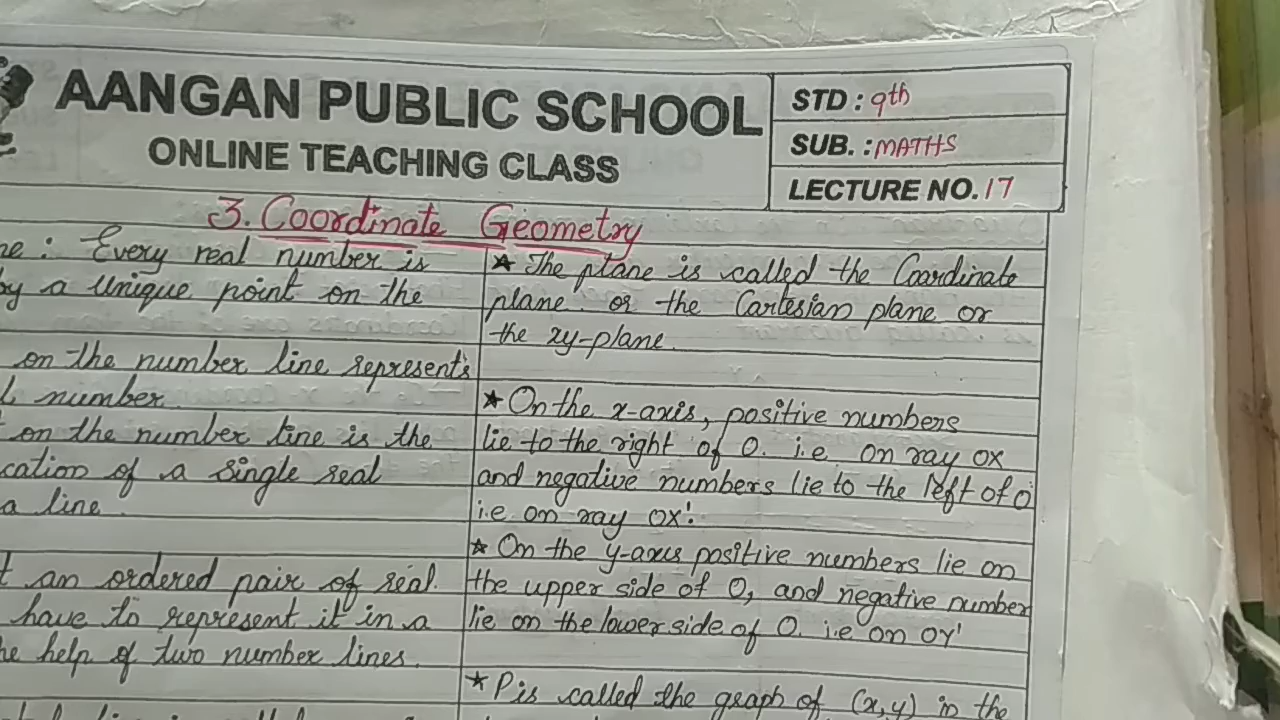 AANGAN PUBLIC SCHOOL
ONLINE TEACHING CLASS
STD : 9th
SUB. : MATHS
LECTURE NO. 17
3. Coordinate Geometry
: Every real number is
by a unique point on the
on the number line represents
number
on the number line is the
cation of a single real
a line
an ordered pair of real
have to represent it in a
help of two number lines.
★ The plane is called the Coordinate
plane. or the Cartesian plane or
the xy-plane.
★ On the x-axis, positive numbers
lie to the right of O. i.e. on ray OX
and negative numbers lie to the left of O
i.e on ray OX'.
★ On the y-axis positive numbers lie on
the upper side of O, and negative number
lie on the lower side of O. i.e on OY'
★ P is called the graph of (x,y) in the